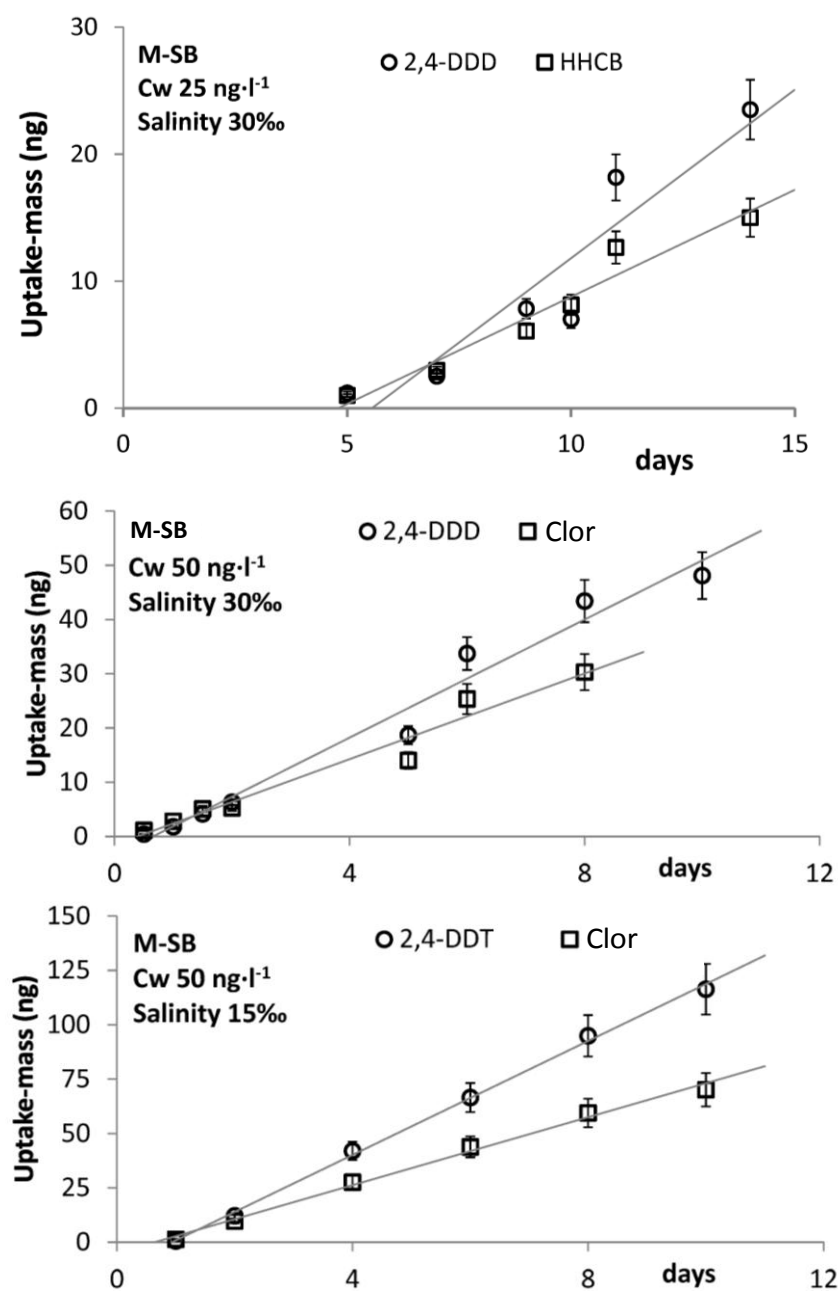 30
M-SB
2,4-DDD
HHCB
Cw 25 ng·l-1
Salinity 30‰
20
10
0
Uptake-mass (ng)
0
5
10
15
days
60
M-SB
2,4-DDD
Clor
50
Cw 50 ng·l-1
Salinity 30‰
40
30
20
10
0
Uptake-mass (ng)
0
4
8
days
12
150
M-SB
2,4-DDT
Clor
125
Cw 50 ng·l-1
Salinity 15‰
100
75
50
25
0
Uptake-mass (ng)
0
4
8
days
12